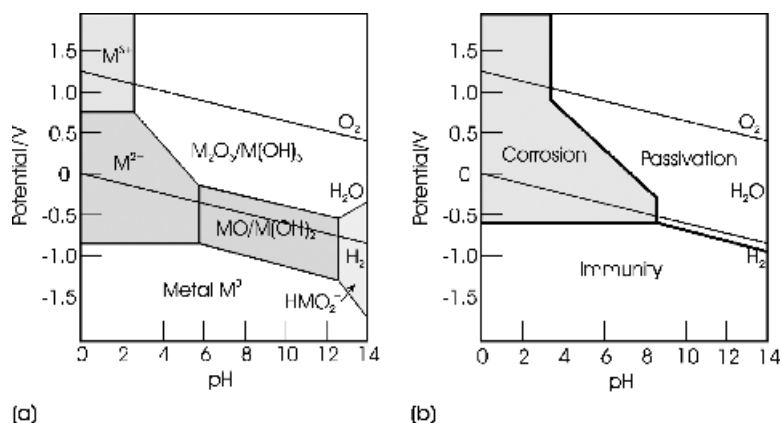 Potential/V
1.5
1.0
0.5
0
-0.5
-1.0
-1.5
M³⁺
O₂
M₂O₃/M(OH)₃
H₂O
MO/M(OH)₂
H₂
Metal M⁰
HMO₂⁻
0 2 4 6 8 10 12 14
pH
(a)
Potential/V
1.5
1.0
0.5
0
-0.5
-1.0
-1.5
O₂
Corrosion
Passivation
H₂O
H₂
Immunity
0 2 4 6 8 10 12 14
pH
(b)